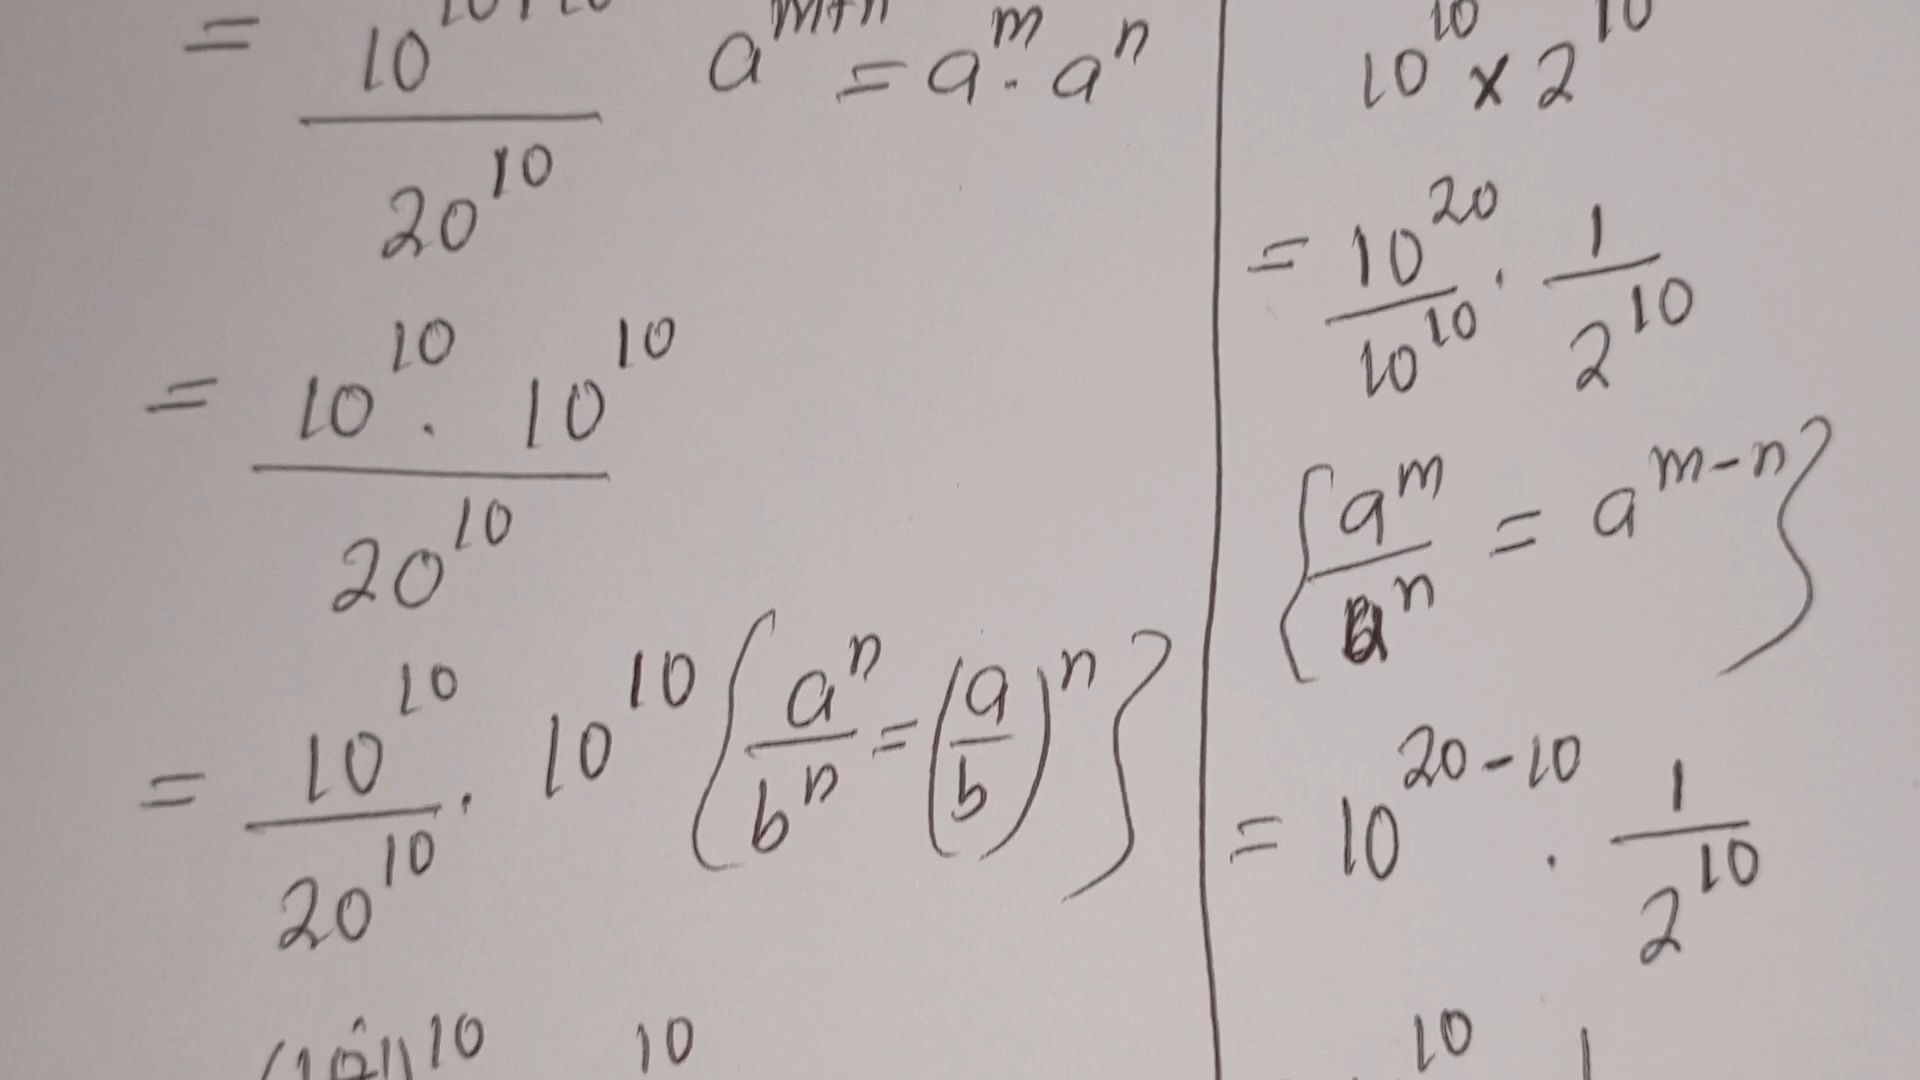 = 10^{10+10} / 20^{10}   a^{m+n} = a^m · a^n
= 10^{10} · 10^{10} / 20^{10}
= 10^{10} / 20^{10} · 10^{10} { a^n / b^n = (a / b)^n }
10^{10} × 2^{10}
= 10^{20} / 10^{10} · 1 / 2^{10}
{ a^m / a^n = a^{m-n} }
= 10^{20-10} · 1 / 2^{10}